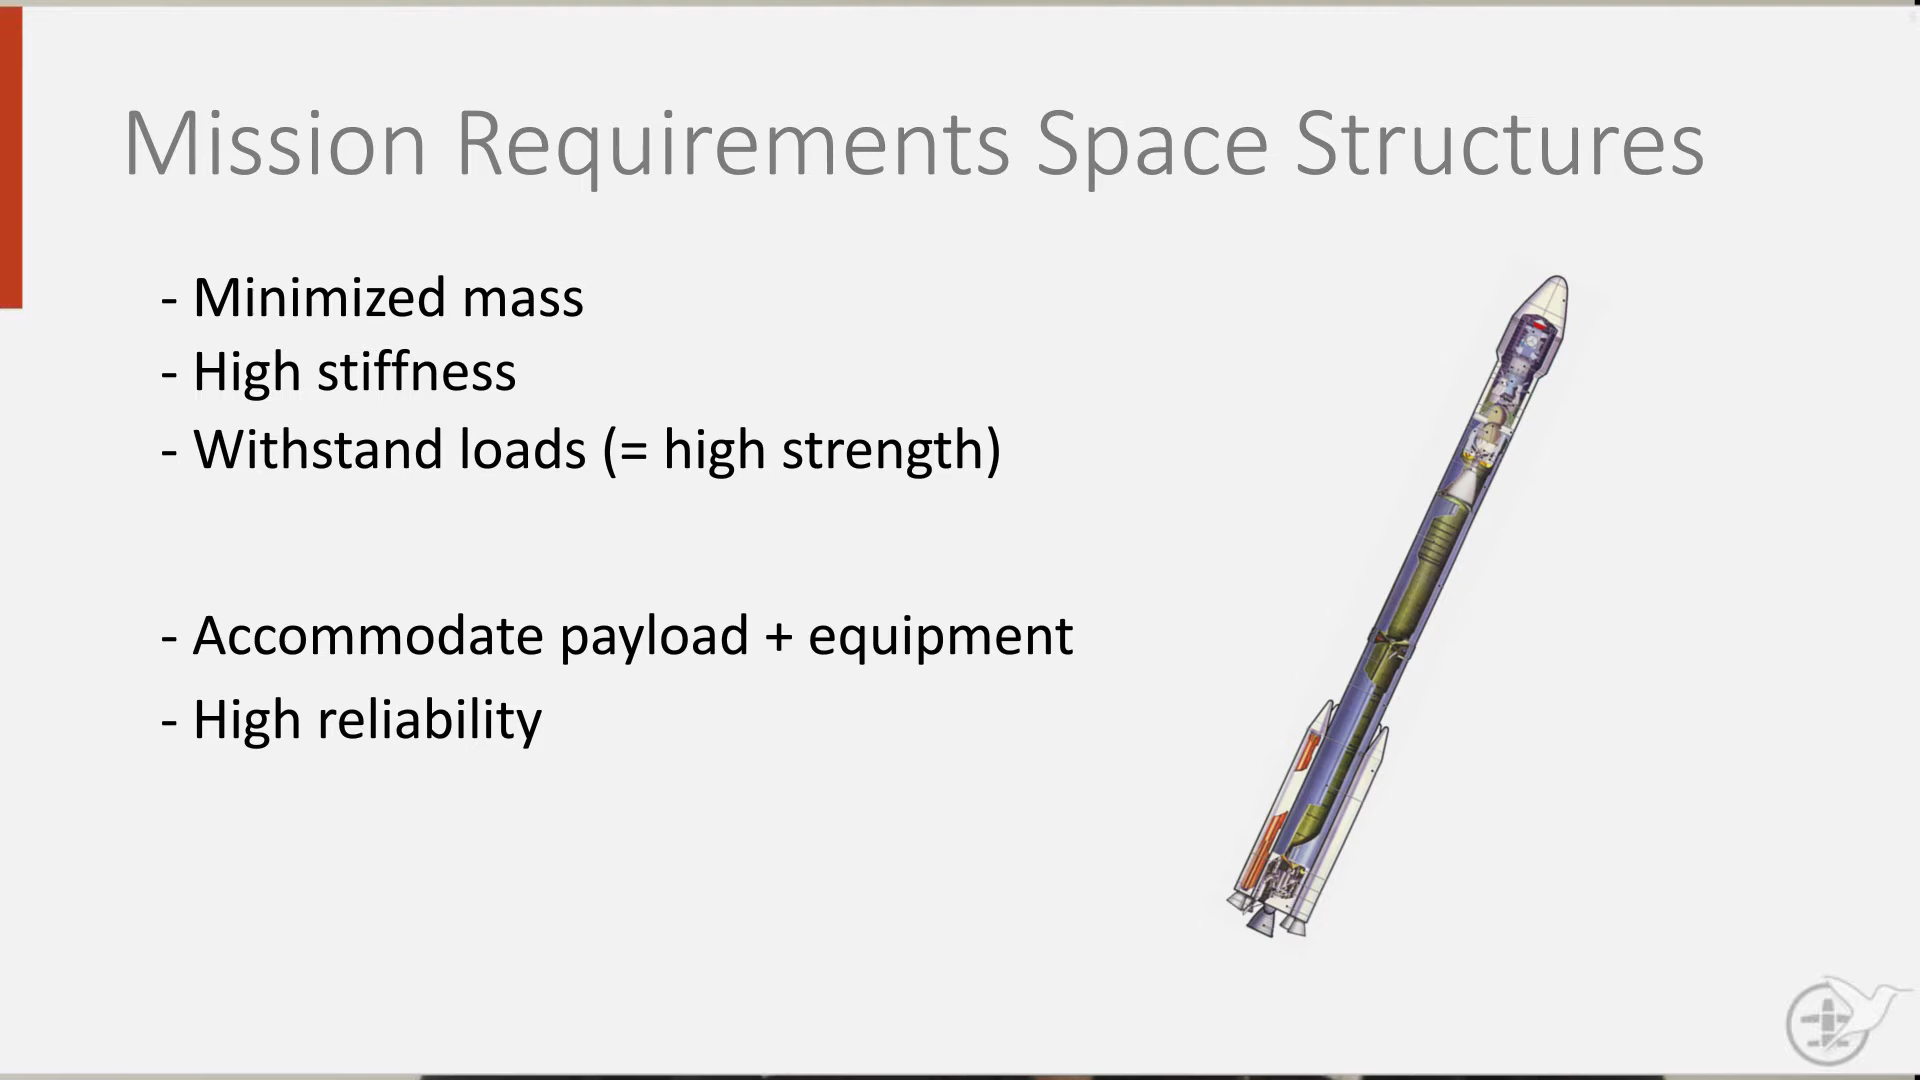 Mission Requirements Space Structures
- Minimized mass
- High stiffness
- Withstand loads (= high strength)
- Accommodate payload + equipment
- High reliability